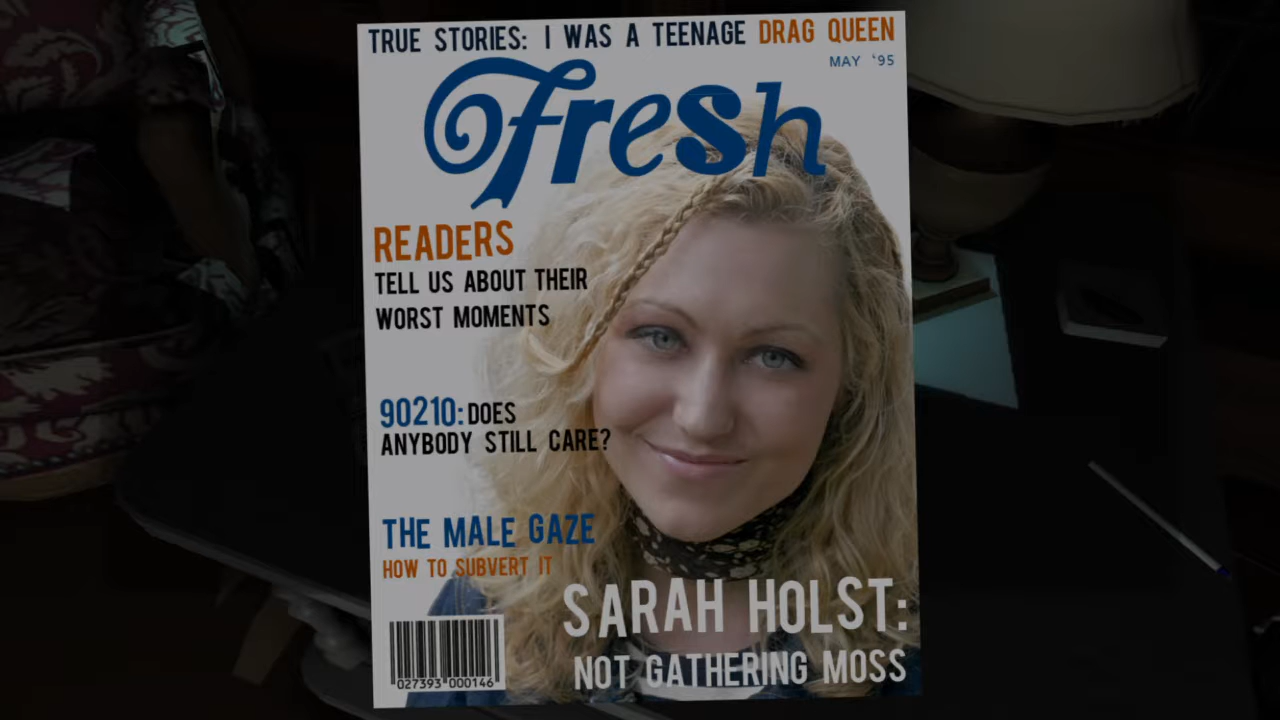 TRUE STORIES: I WAS A TEENAGE DRAG QUEEN
MAY '95
Fresh
READERS
TELL US ABOUT THEIR
WORST MOMENTS
90210: DOES
ANYBODY STILL CARE?
THE MALE GAZE
HOW TO SUBVERT IT
SARAH HOLST:
NOT GATHERING MOSS
027393 000146